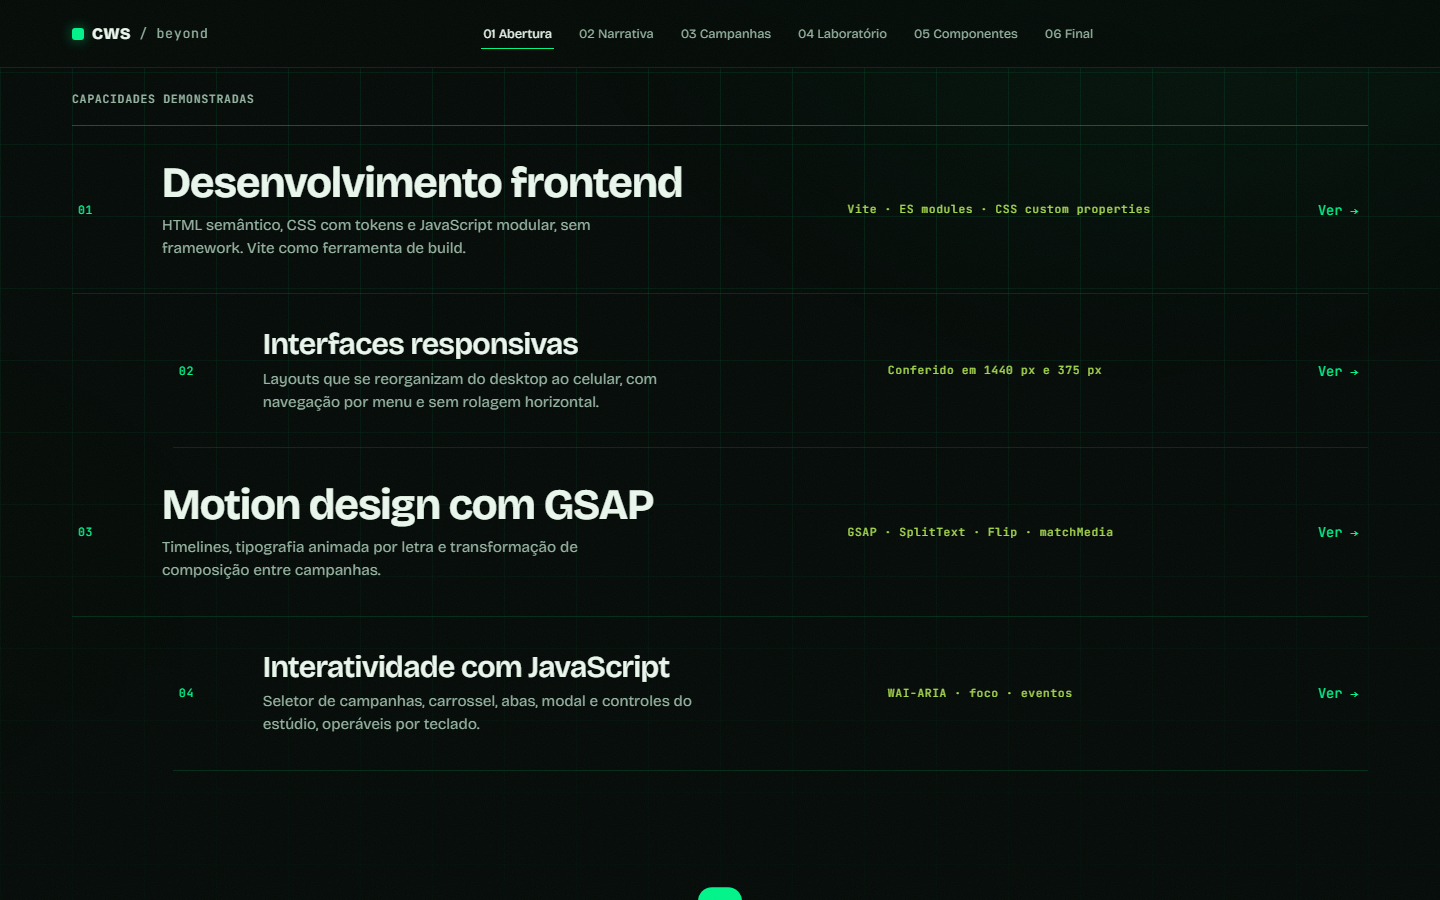 CWS / beyond
01 Abertura
02 Narrativa
03 Campanhas
04 Laboratório
05 Componentes
06 Final
CAPACIDADES DEMONSTRADAS
01
Desenvolvimento frontend
HTML semântico, CSS com tokens e JavaScript modular, sem
framework. Vite como ferramenta de build.
Vite · ES modules · CSS custom properties
Ver →
02
Interfaces responsivas
Layouts que se reorganizam do desktop ao celular, com
navegação por menu e sem rolagem horizontal.
Conferido em 1440 px e 375 px
Ver →
03
Motion design com GSAP
Timelines, tipografia animada por letra e transformação de
composição entre campanhas.
GSAP · SplitText · Flip · matchMedia
Ver →
04
Interatividade com JavaScript
Seletor de campanhas, carrossel, abas, modal e controles do
estúdio, operáveis por teclado.
WAI-ARIA · foco · eventos
Ver →